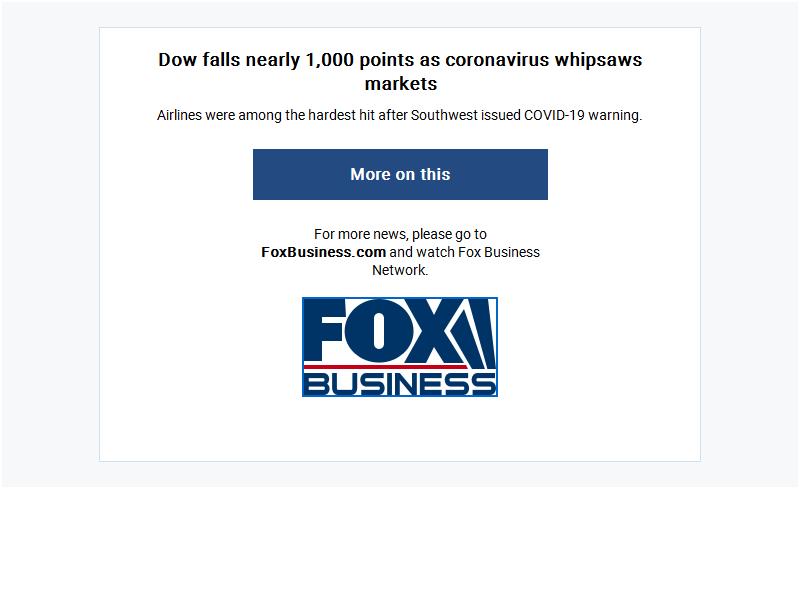 Dow falls nearly 1,000 points as coronavirus whipsaws
markets
Airlines were among the hardest hit after Southwest issued COVID-19 warning.
More on this
For more news, please go to
FoxBusiness.com and watch Fox Business
Network.
FOX
BUSINESS